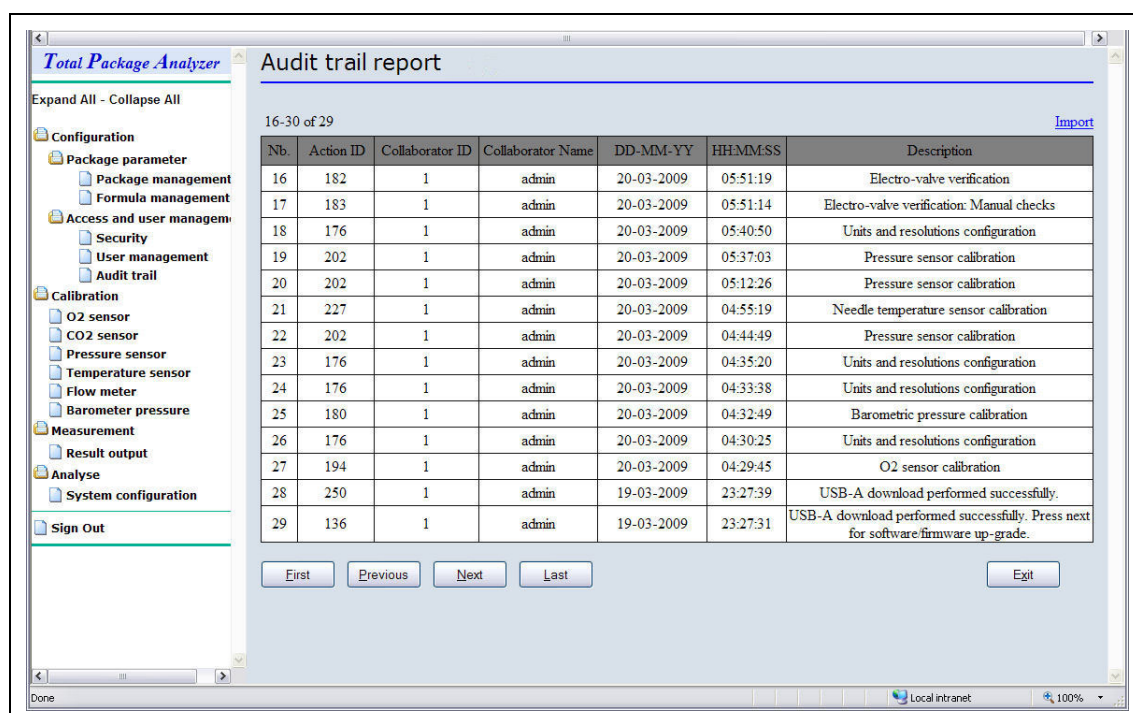 Total Package Analyzer
Expand All - Collapse All
Configuration
Package parameter
Package management
Formula management
Access and user managem
Security
User management
Audit trail
Calibration
O2 sensor
CO2 sensor
Pressure sensor
Temperature sensor
Flow meter
Barometer pressure
Measurement
Result output
Analyse
System configuration
Sign Out
Audit trail report
16-30 of 29 Import
Nb. Action ID Collaborator ID Collaborator Name DD-MM-YY HH:MM:SS Description
16 182 1 admin 20-03-2009 05:51:19 Electro-valve verification
17 183 1 admin 20-03-2009 05:51:14 Electro-valve verification: Manual checks
18 176 1 admin 20-03-2009 05:40:50 Units and resolutions configuration
19 202 1 admin 20-03-2009 05:37:03 Pressure sensor calibration
20 202 1 admin 20-03-2009 05:12:26 Pressure sensor calibration
21 227 1 admin 20-03-2009 04:55:19 Needle temperature sensor calibration
22 202 1 admin 20-03-2009 04:44:49 Pressure sensor calibration
23 176 1 admin 20-03-2009 04:35:20 Units and resolutions configuration
24 176 1 admin 20-03-2009 04:33:38 Units and resolutions configuration
25 180 1 admin 20-03-2009 04:32:49 Barometric pressure calibration
26 176 1 admin 20-03-2009 04:30:25 Units and resolutions configuration
27 194 1 admin 20-03-2009 04:29:45 O2 sensor calibration
28 250 1 admin 19-03-2009 23:27:39 USB-A download performed successfully.
29 136 1 admin 19-03-2009 23:27:31 USB-A download performed successfully. Press next
for software/firmware up-grade.
First Previous Next Last Exit
Done Local intranet 100%